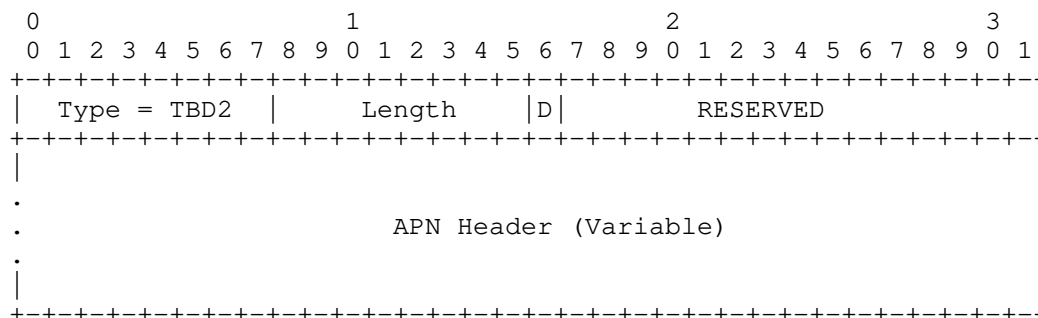 0                   1                   2                   3
 0 1 2 3 4 5 6 7 8 9 0 1 2 3 4 5 6 7 8 9 0 1 2 3 4 5 6 7 8 9 0 1
+-+-+-+-+-+-+-+-+-+-+-+-+-+-+-+-+-+-+-+-+-+-+-+-+-+-+-+-+-+-+-+-
|  Type = TBD2  |     Length    |D|        RESERVED
+-+-+-+-+-+-+-+-+-+-+-+-+-+-+-+-+-+-+-+-+-+-+-+-+-+-+-+-+-+-+-+-
|
.
.                       APN Header (Variable)
.
|
+-+-+-+-+-+-+-+-+-+-+-+-+-+-+-+-+-+-+-+-+-+-+-+-+-+-+-+-+-+-+-+-